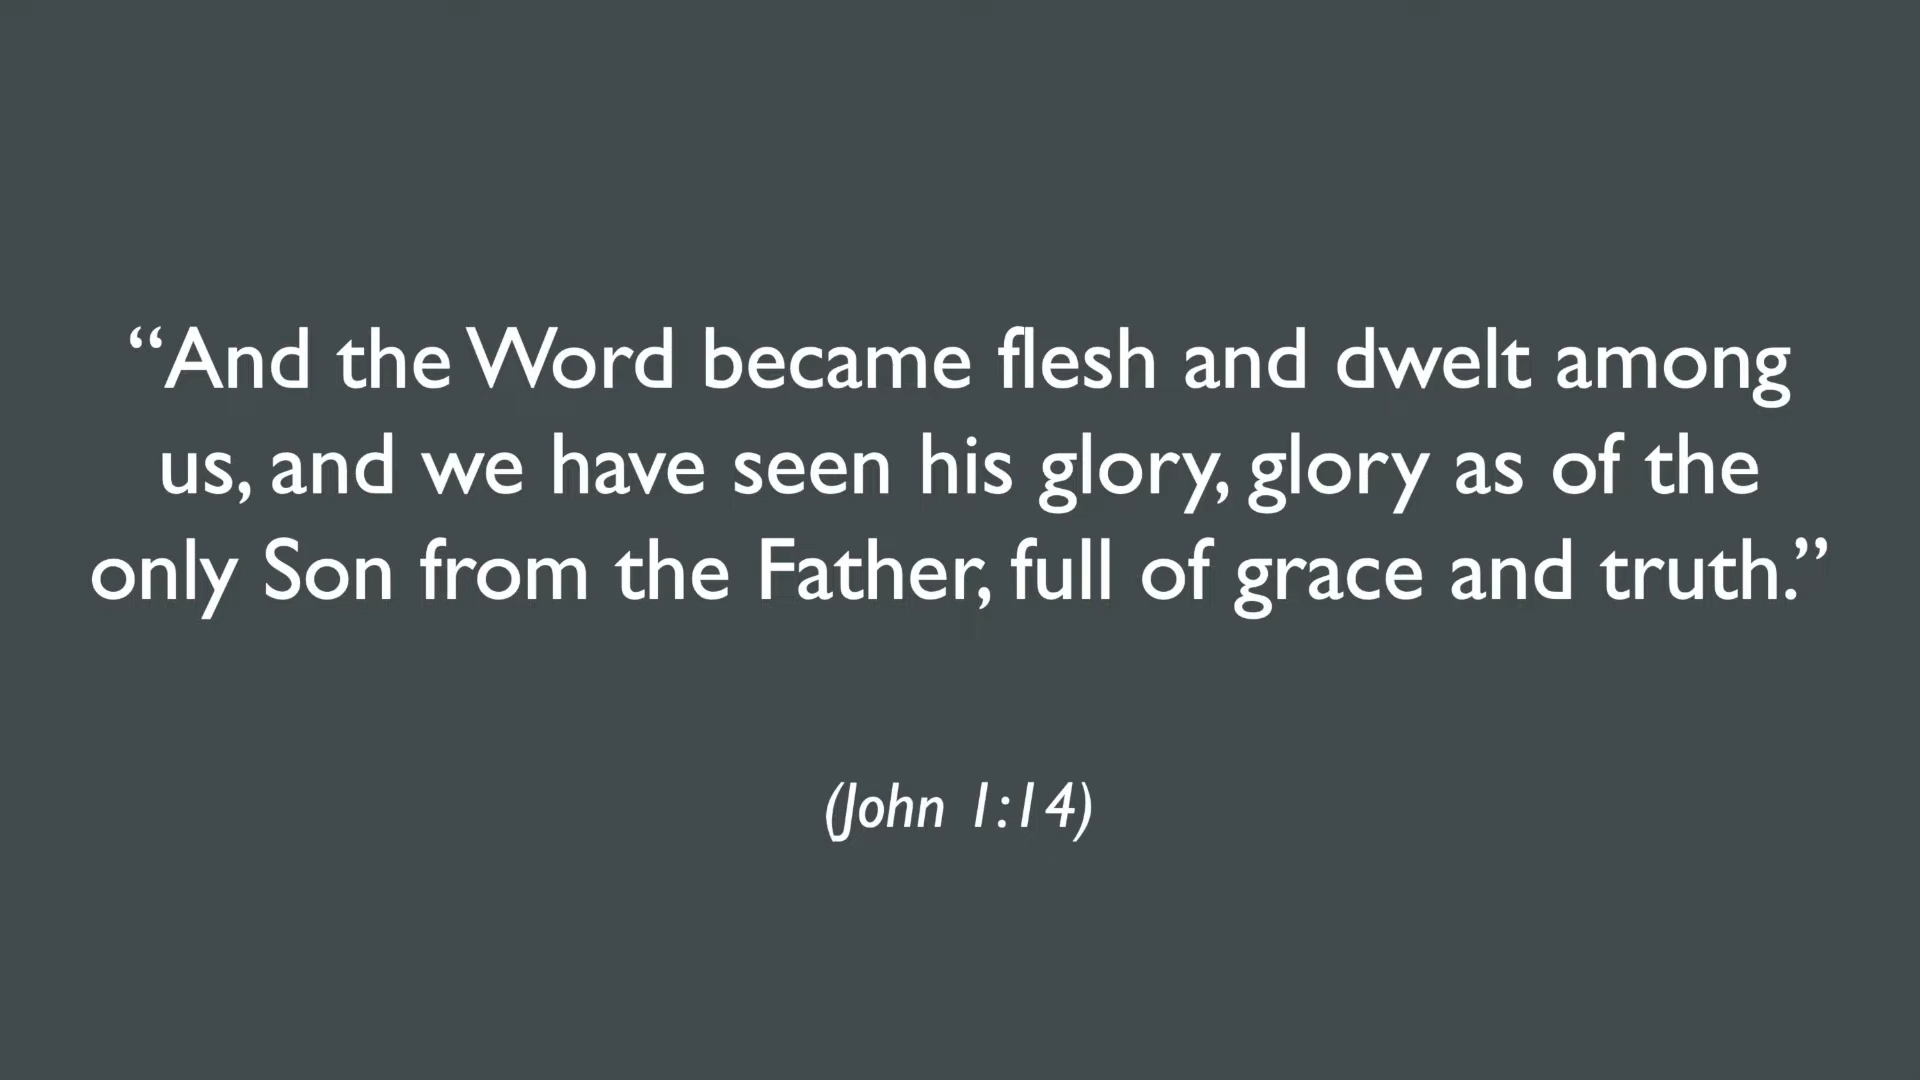 “And the Word became flesh and dwelt among
us, and we have seen his glory, glory as of the
only Son from the Father, full of grace and truth.”
(John 1:14)